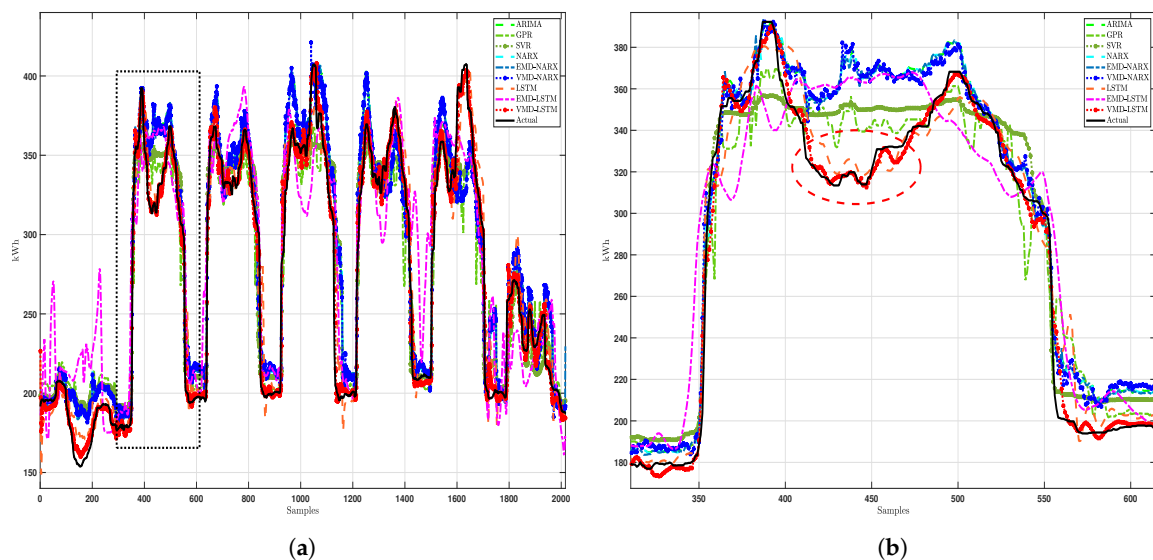 400
350
300
250
200
150
kWh
0 200 400 600 800 1000 1200 1400 1600 1800 2000
Samples
ARIMA
GPR
SVR
NARX
EMD-NARX
VMD-NARX
LSTM
EMD-LSTM
VMD-LSTM
Actual
(a)
380
360
340
320
300
280
260
240
220
200
180
kWh
350 400 450 500 550 600
Samples
ARIMA
GPR
SVR
NARX
EMD-NARX
VMD-NARX
LSTM
EMD-LSTM
VMD-LSTM
Actual
(b)